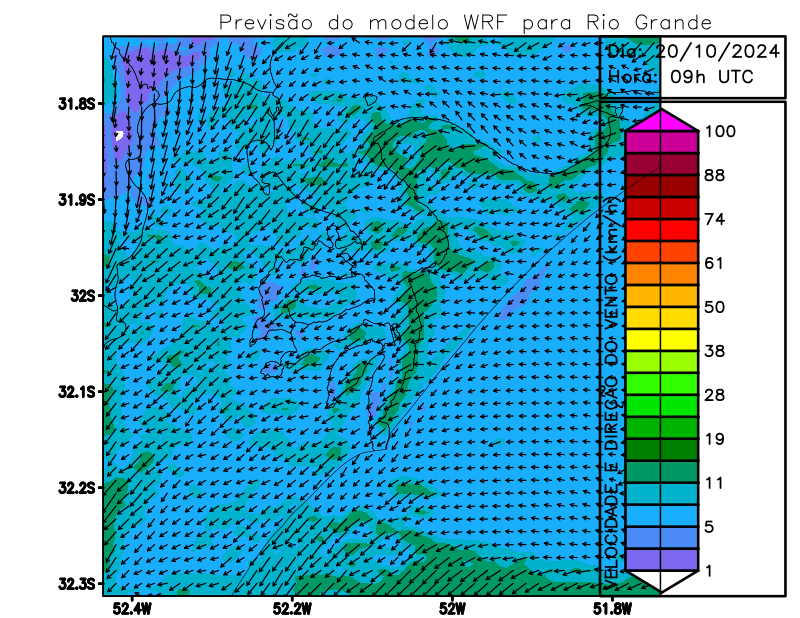 Previsão do modelo WRF para Rio Grande
Dia: 20/10/2024
Hora: 09h UTC
31.8S
31.9S
32S
32.1S
32.2S
32.3S
52.4W
52.2W
52W
51.8W
VELOCIDADE E DIREÇÃO DO VENTO (km/h)
100
88
74
61
50
38
28
19
11
5
1